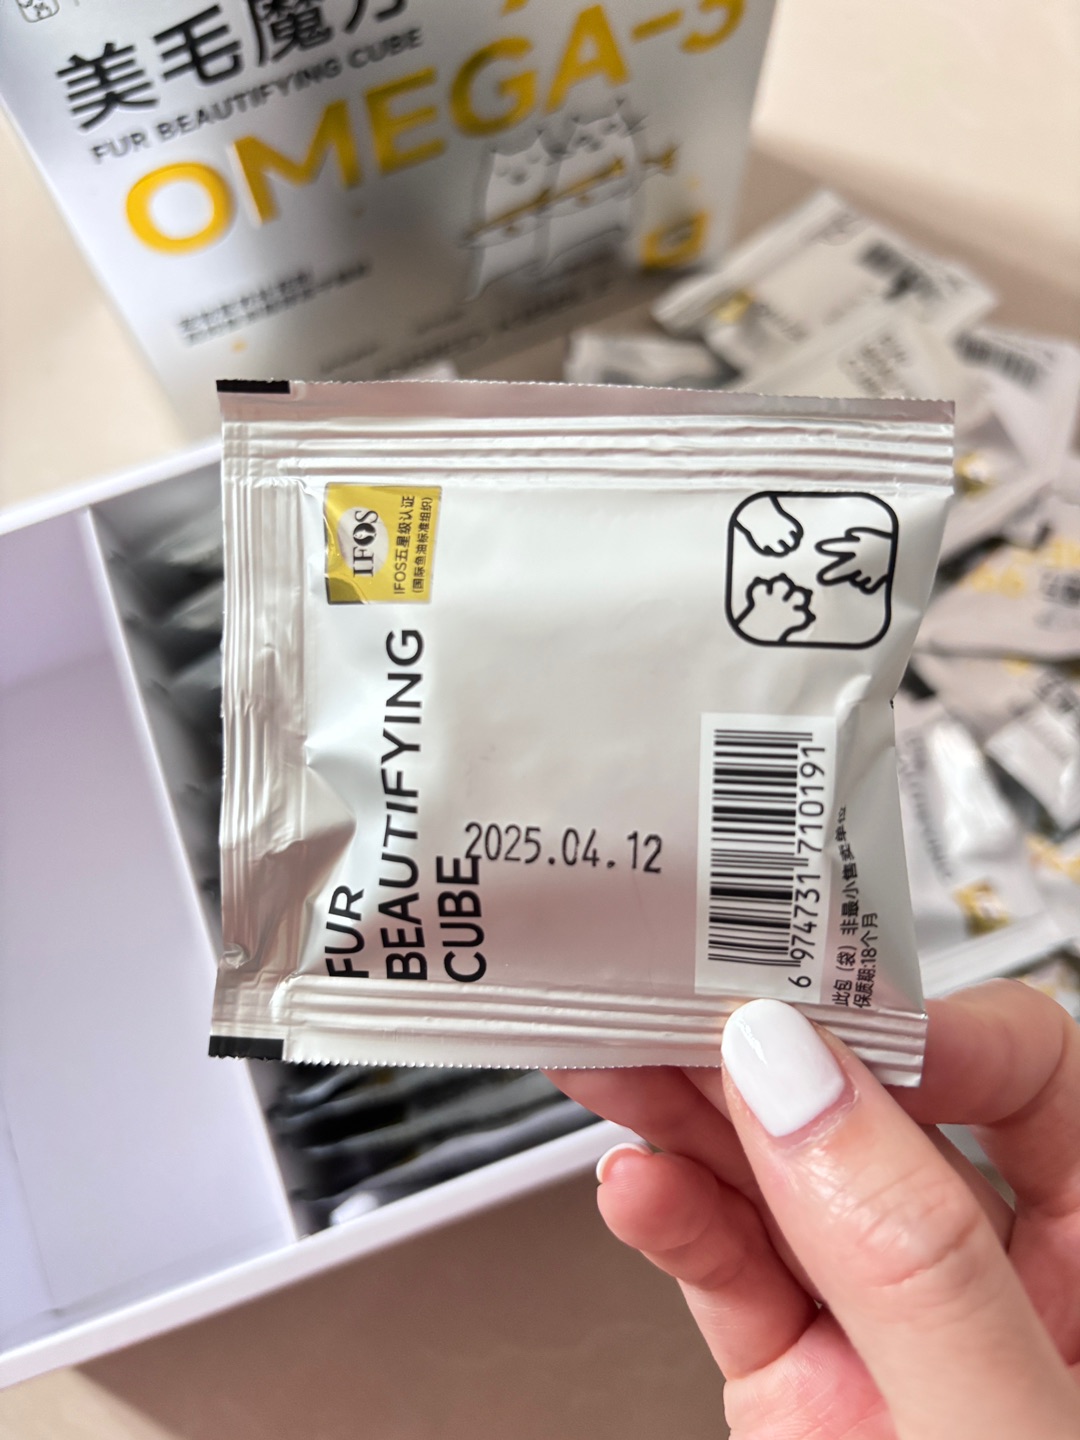 美毛魔方
FUR BEAUTIFYING CUBE
OMEGA-3
IFOS
IFOS五星级认证
(国际鱼油标准组织)
FUR
BEAUTIFYING
CUBE
2025.04.12
6 974731 710191
此包（袋）非最小售卖单位
保质期:18个月